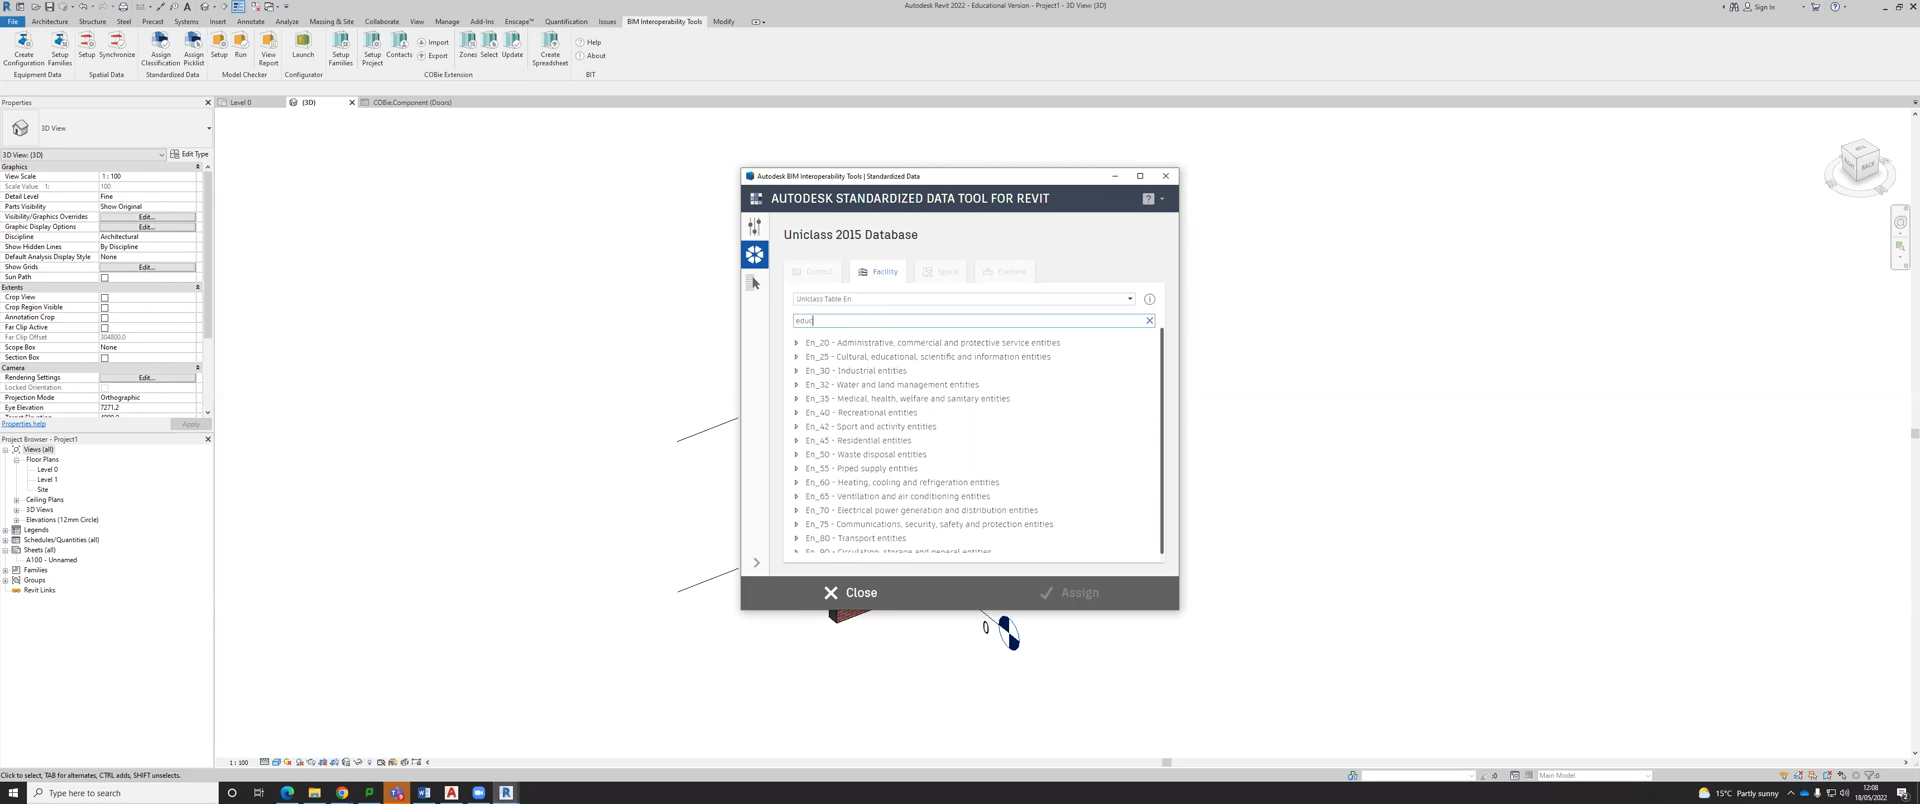 Autodesk Revit 2022 - Educational Version - Project1 - 3D View: {3D}
Sign In
File Architecture Structure Steel Precast Systems Insert Annotate Analyze Massing & Site Collaborate View Manage Add-Ins Enscape™ Quantification Issues BIM Interoperability Tools Modify
Create Configuration
Setup Families
Setup
Synchronize
Assign Classification
Assign Picklist
Setup
Run
View Report
Launch
Setup Families
Setup Project
Contacts
Import
Export
Zones
Select
Update
Create Spreadsheet
Help
About
Equipment Data Spatial Data Standardized Data Model Checker Configurator COBie Extension BIT
Properties
Level 0
{3D}
COBie.Component (Doors)
3D View
3D View: {3D} Edit Type
Graphics
View Scale 1 : 100
Scale Value 1: 100
Detail Level Fine
Parts Visibility Show Original
Visibility/Graphics Overrides Edit...
Graphic Display Options Edit...
Discipline Architectural
Show Hidden Lines By Discipline
Default Analysis Display Style None
Show Grids Edit...
Sun Path
Extents
Crop View
Crop Region Visible
Annotation Crop
Far Clip Active
Far Clip Offset 304800.0
Scope Box None
Section Box
Camera
Rendering Settings Edit...
Locked Orientation
Projection Mode Orthographic
Eye Elevation 7271.2
Properties help Apply
Project Browser - Project1
Views (all)
Floor Plans
Level 0
Level 1
Site
Ceiling Plans
3D Views
Elevations (12mm Circle)
Legends
Schedules/Quantities (all)
Sheets (all)
A100 - Unnamed
Families
Groups
Revit Links
Autodesk BIM Interoperability Tools | Standardized Data
AUTODESK STANDARDIZED DATA TOOL FOR REVIT
Uniclass 2015 Database
Contact Facility Space Element
Uniclass Table En
educ
En_20 - Administrative, commercial and protective service entities
En_25 - Cultural, educational, scientific and information entities
En_30 - Industrial entities
En_32 - Water and land management entities
En_35 - Medical, health, welfare and sanitary entities
En_40 - Recreational entities
En_42 - Sport and activity entities
En_45 - Residential entities
En_50 - Waste disposal entities
En_55 - Piped supply entities
En_60 - Heating, cooling and refrigeration entities
En_65 - Ventilation and air conditioning entities
En_70 - Electrical power generation and distribution entities
En_75 - Communications, security, safety and protection entities
En_80 - Transport entities
En_90 - Circulation, storage and general entities
Close Assign
0
BACK
1 : 100
Click to select, TAB for alternates, CTRL adds, SHIFT unselects.
:0
Main Model
:0
Type here to search
15°C Partly sunny
12:08
18/05/2022